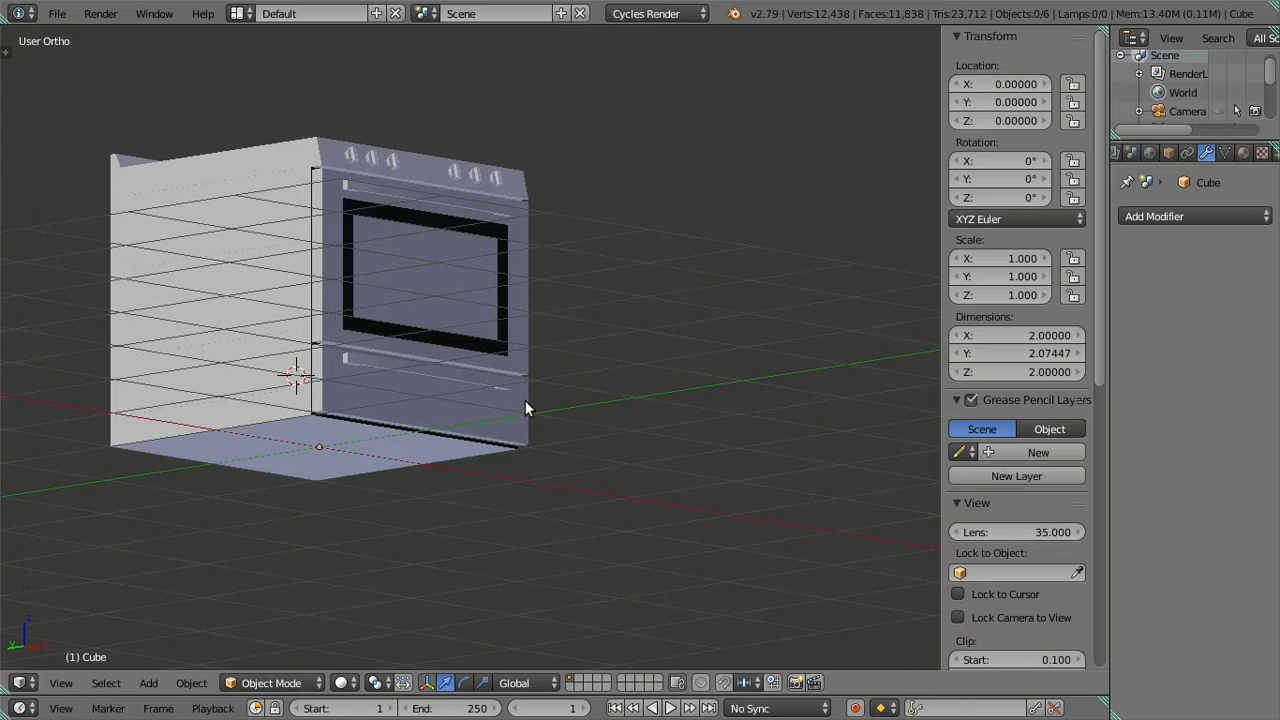 File Render Window Help Default Scene Cycles Render v2.79 | Verts:12,438 | Faces:11,838 | Tris:23,712 | Objects:0/6 | Lamps:0/0 | Mem:13.40M (0.11M) | Cube
User Ortho
Transform
Location:
X: 0.00000
Y: 0.00000
Z: 0.00000
Rotation:
X: 0°
Y: 0°
Z: 0°
XYZ Euler
Scale:
X: 1.000
Y: 1.000
Z: 1.000
Dimensions:
X: 2.00000
Y: 2.07447
Z: 2.00000
Grease Pencil Layers
Scene Object
New
New Layer
View
Lens: 35.000
Lock to Object:
Lock to Cursor
Lock Camera to View
Clip:
Start: 0.100
View Search All Sc
Scene
RenderL
World
Camera
Cube
Add Modifier
z
y x
(1) Cube
View Select Add Object Object Mode Global
View Marker Frame Playback Start: 1 End: 250 1 No Sync